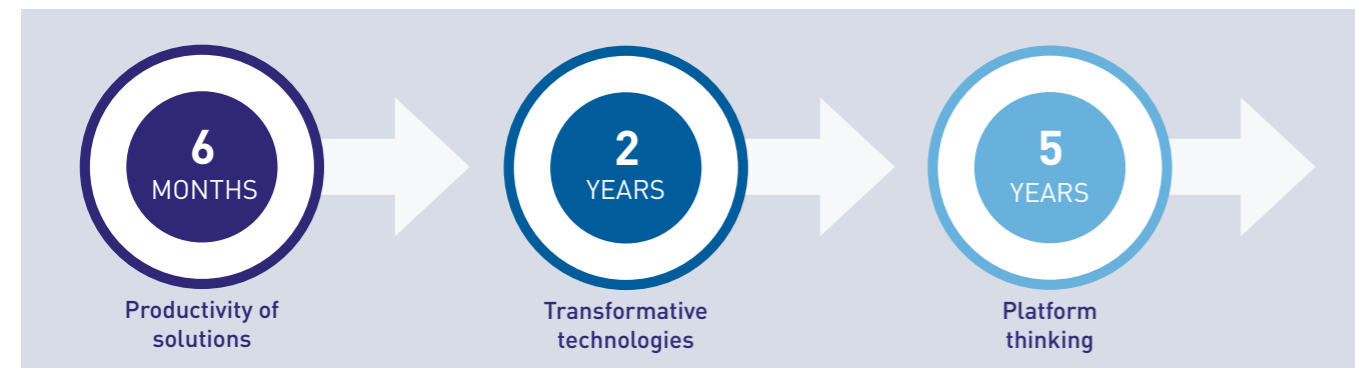 6
MONTHS
Productivity of
solutions
2
YEARS
Transformative
technologies
5
YEARS
Platform
thinking